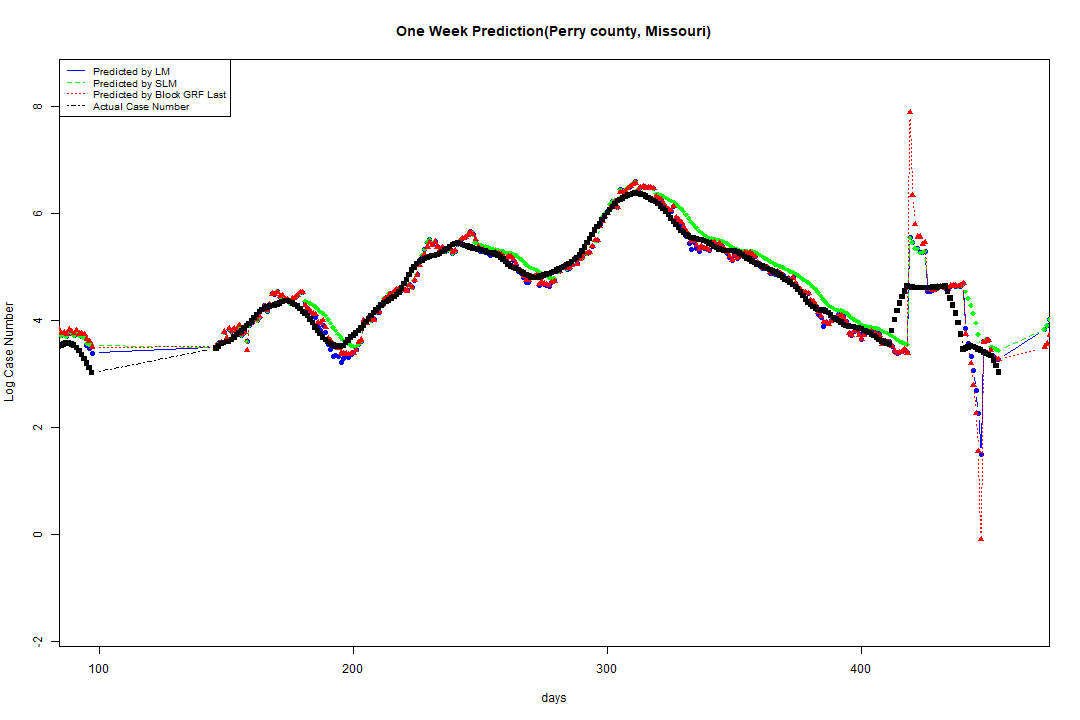 One Week Prediction(Perry county, Missouri)
Predicted by LM
Predicted by SLM
Predicted by Block GRF Last
Actual Case Number
8
6
4
2
0
-2
Log Case Number
100 200 300 400
days